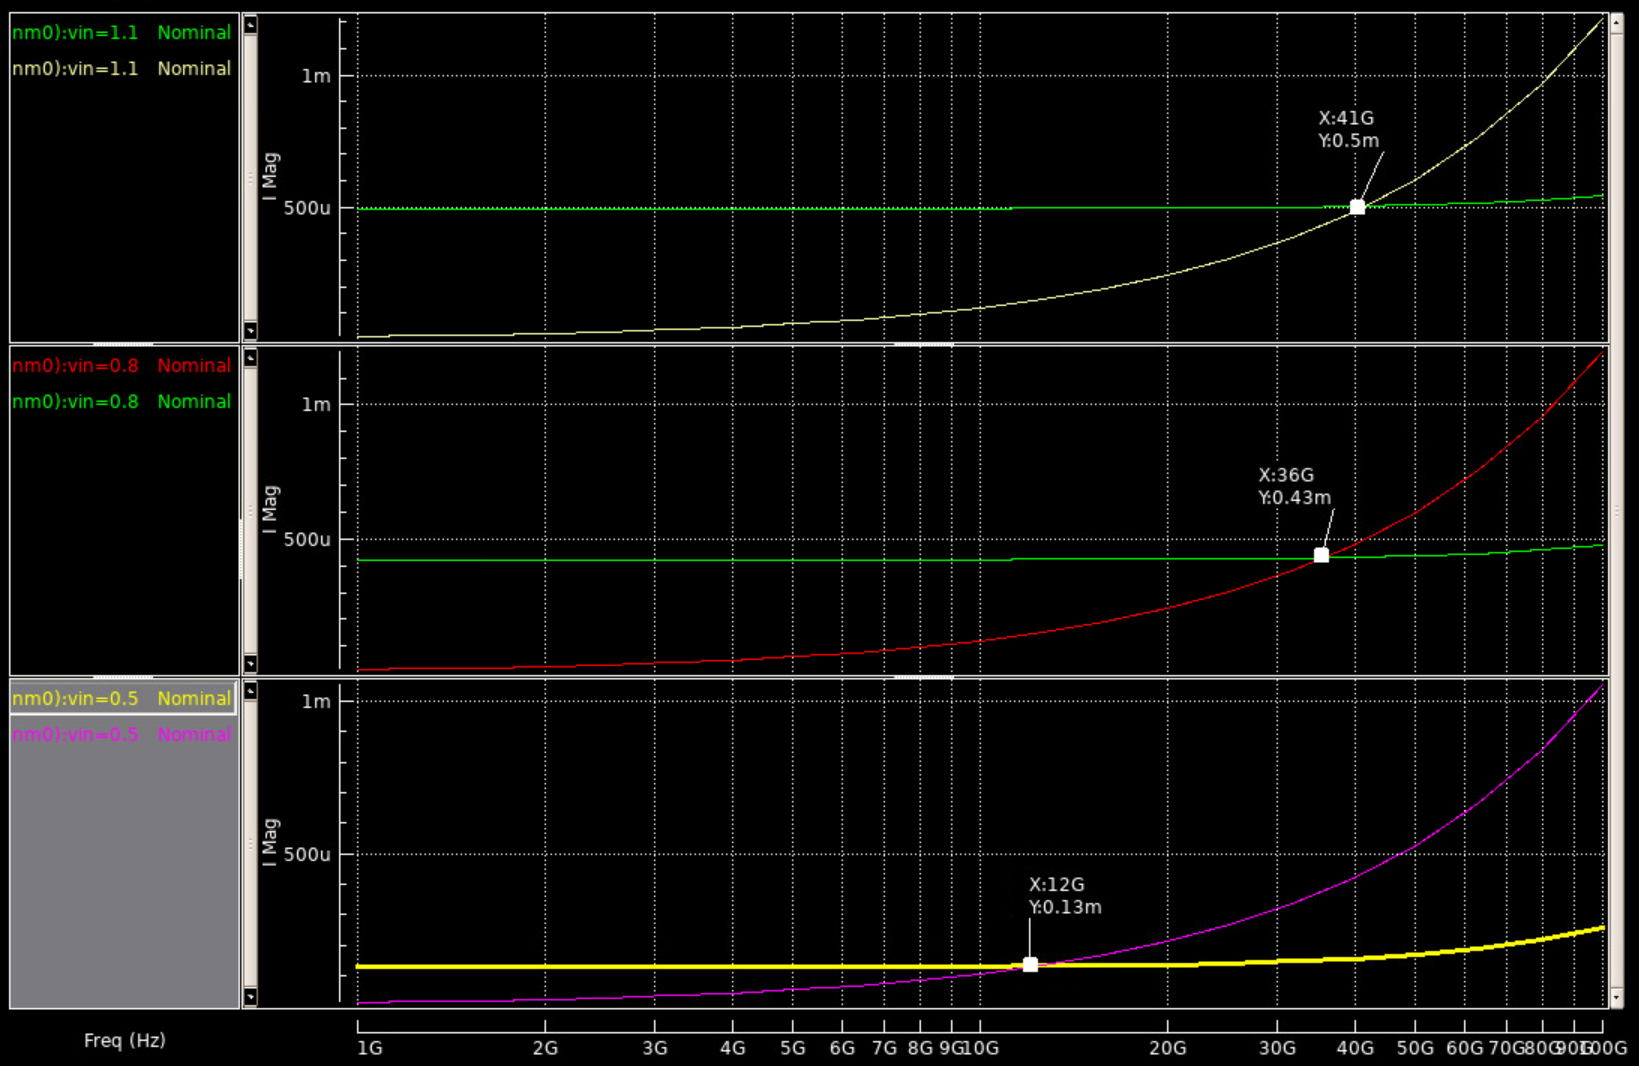 nm0):vin=1.1 Nominal
nm0):vin=1.1 Nominal
I Mag
1m
500u
X:41G
Y:0.5m
nm0):vin=0.8 Nominal
nm0):vin=0.8 Nominal
I Mag
1m
500u
X:36G
Y:0.43m
nm0):vin=0.5 Nominal
nm0):vin=0.5 Nominal
I Mag
1m
500u
X:12G
Y:0.13m
Freq (Hz)
1G 2G 3G 4G 5G 6G 7G 8G 9G 10G 20G 30G 40G 50G 60G 70G 80G 90G 100G